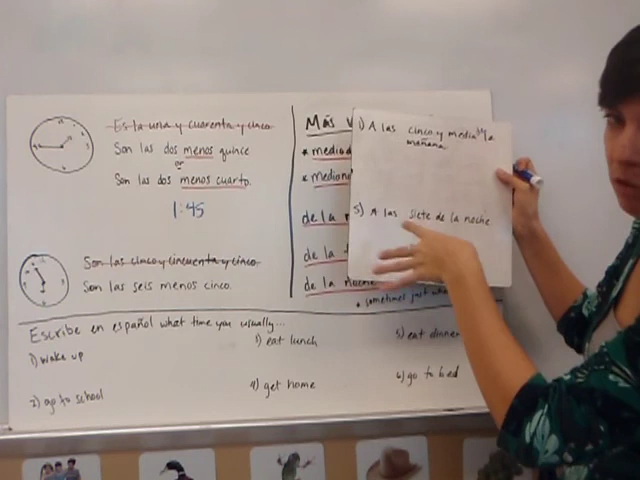 Es la una y cuarenta y cinco
Son las dos menos quince
or
Son las dos menos cuarto.
1:45
Son las cinco y cincuenta y cinco
Son las seis menos cinco.
Más
* media
* median
de la
de la
de la noche
* sometimes just
1) A las cinco y media de la
mañana.
5) A las siete de la noche
Escribe en español what time you usually...
1) wake up
2) go to school
3) eat lunch
4) get home
5) eat dinner
6) go to bed